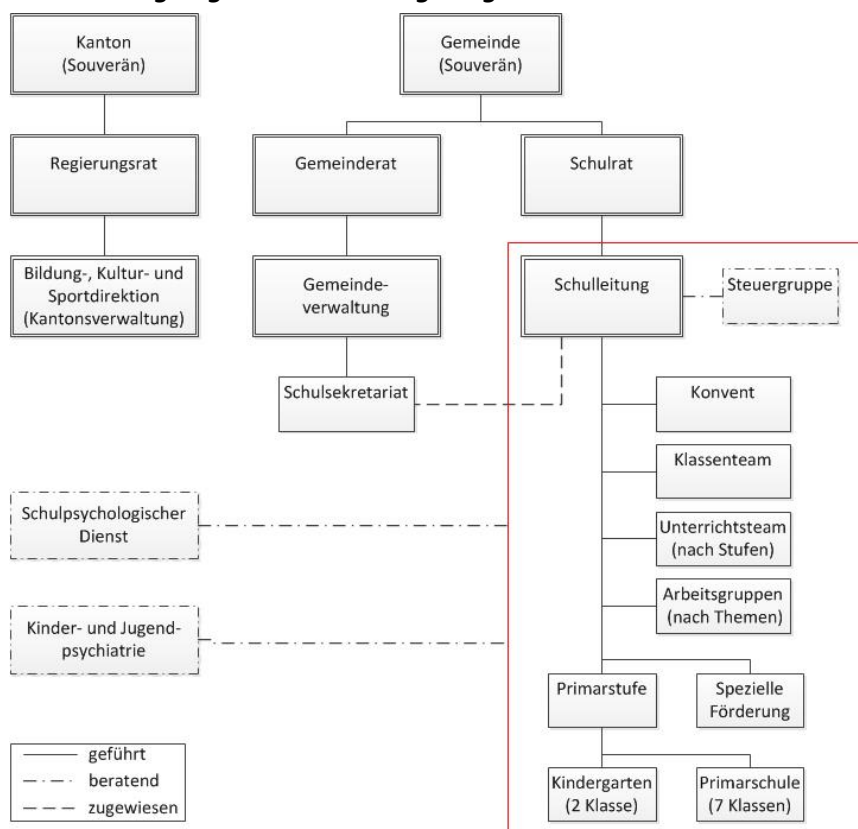 Kanton
(Souverän)
Gemeinde
(Souverän)
Regierungsrat
Gemeinderat
Schulrat
Bildung-, Kultur- und
Sportdirektion
(Kantonsverwaltung)
Gemeinde-
verwaltung
Schulleitung
Steuergruppe
Schulsekretariat
Konvent
Klassenteam
Schulpsychologischer
Dienst
Unterrichtsteam
(nach Stufen)
Arbeitsgruppen
(nach Themen)
Kinder- und Jugend-
psychiatrie
Primarstufe
Spezielle
Förderung
Kindergarten
(2 Klasse)
Primarschule
(7 Klassen)
geführt
beratend
zugewiesen